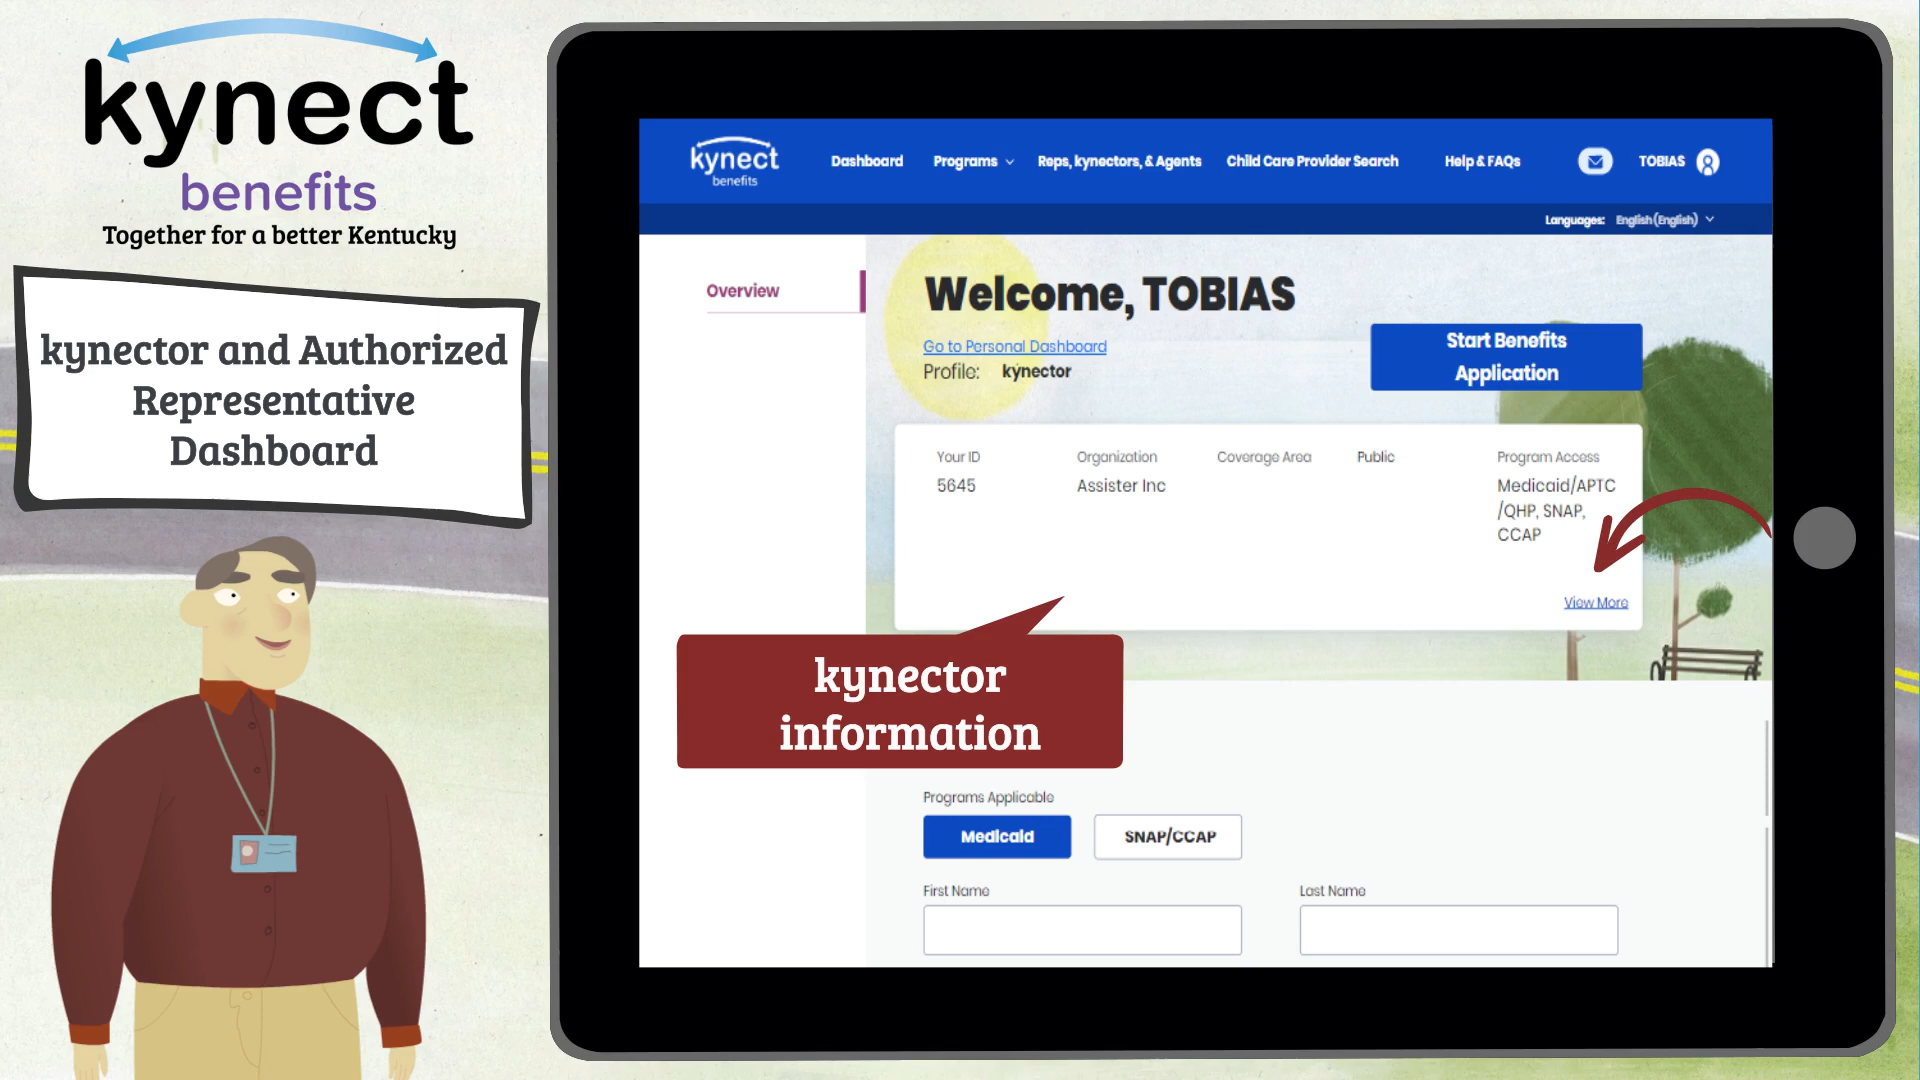 kynect
benefits
Together for a better Kentucky
kynector and Authorized
Representative
Dashboard
kynect
benefits
Dashboard
Programs
Reps, kynectors, & Agents
Child Care Provider Search
Help & FAQs
TOBIAS
Languages: English (English)
Overview
Welcome, TOBIAS
Go to Personal Dashboard
Profile: kynector
Start Benefits
Application
Your ID
5645
Organization
Assister Inc
Coverage Area
Public
Program Access
Medicaid/APTC
/QHP, SNAP,
CCAP
View More
kynector
information
Programs Applicable
Medicaid
SNAP/CCAP
First Name
Last Name